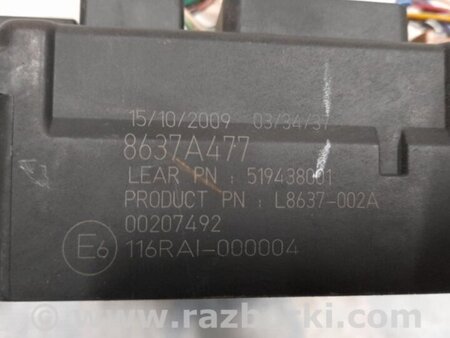 15/10/2009 03/34/37
8637A477
LEAR PN : 519438001
PRODUCT PN : L8637-002A
00207492
E6 116RAI-000004
© www.razborki.com